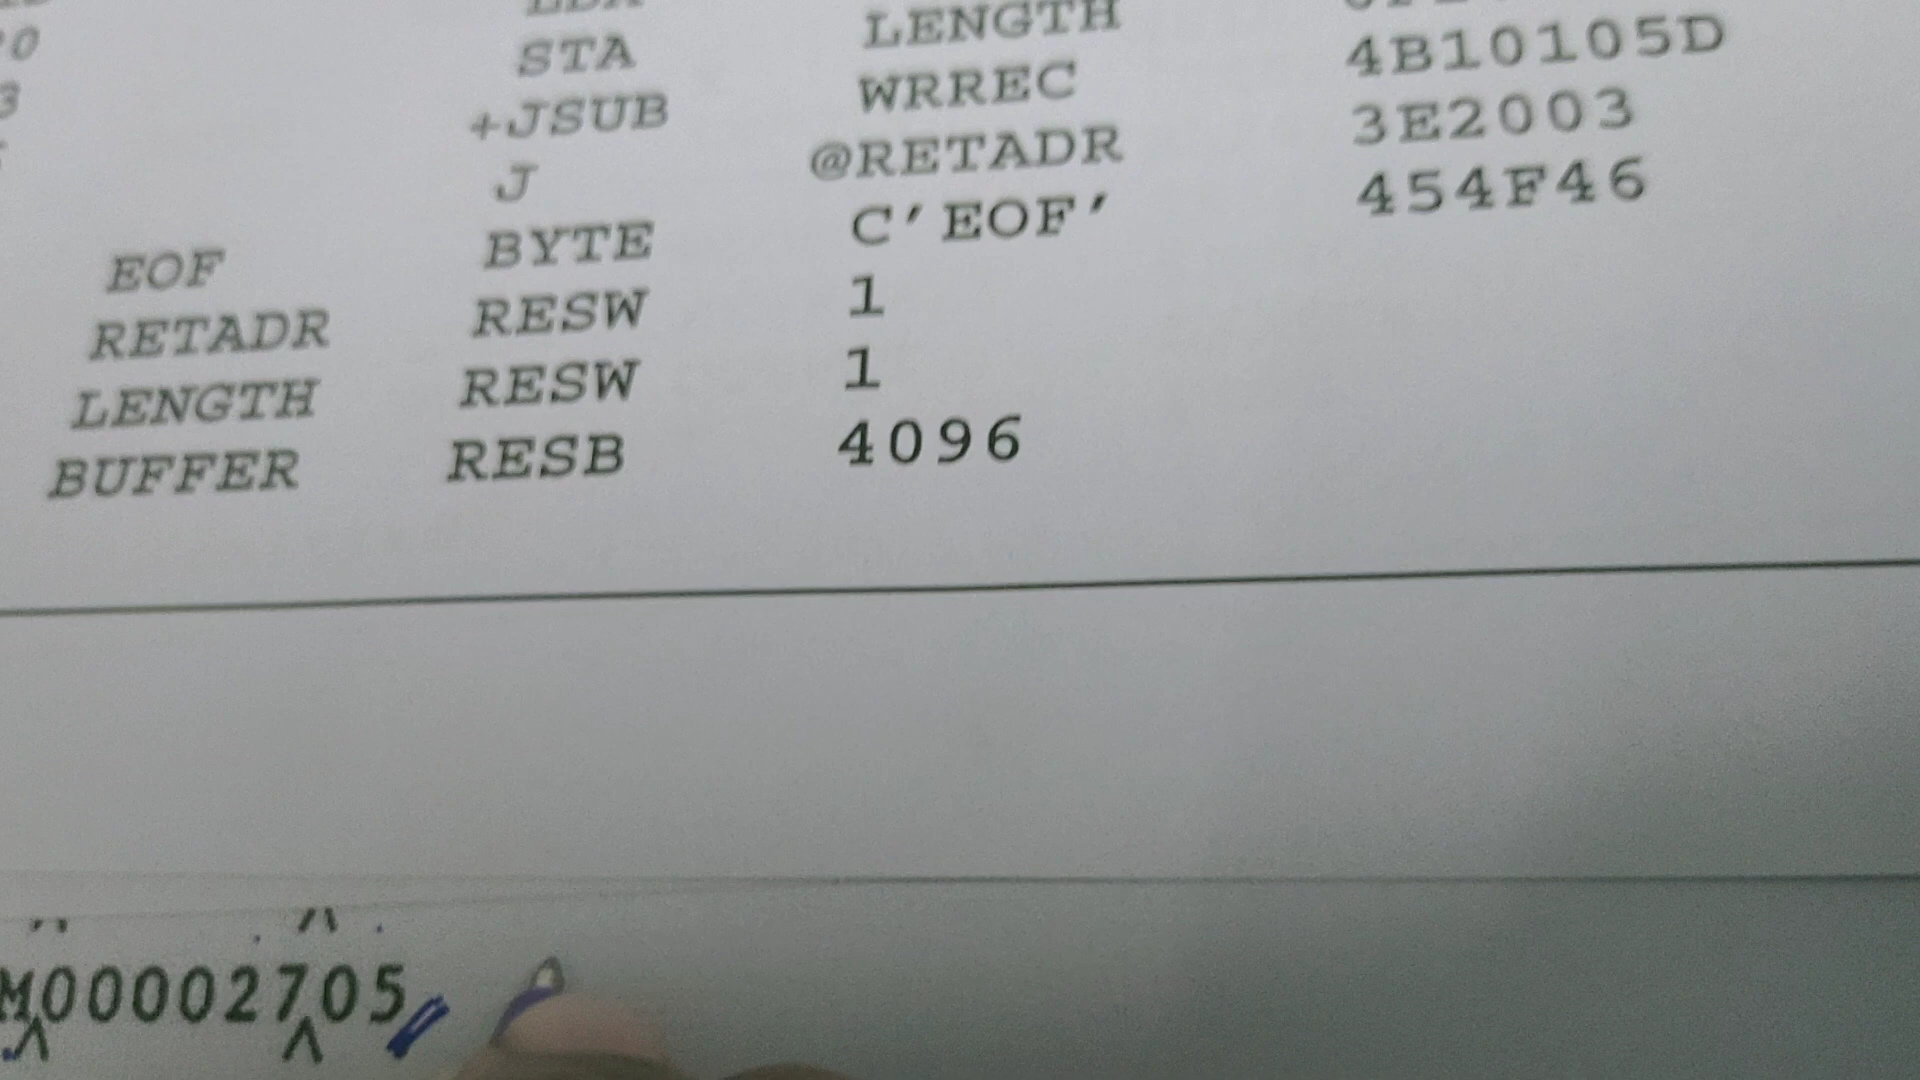 STA LENGTH
+JSUB WRREC 4B10105D
J @RETADR 3E2003
EOF BYTE C'EOF' 454F46
RETADR RESW 1
LENGTH RESW 1
BUFFER RESB 4096
M00002705